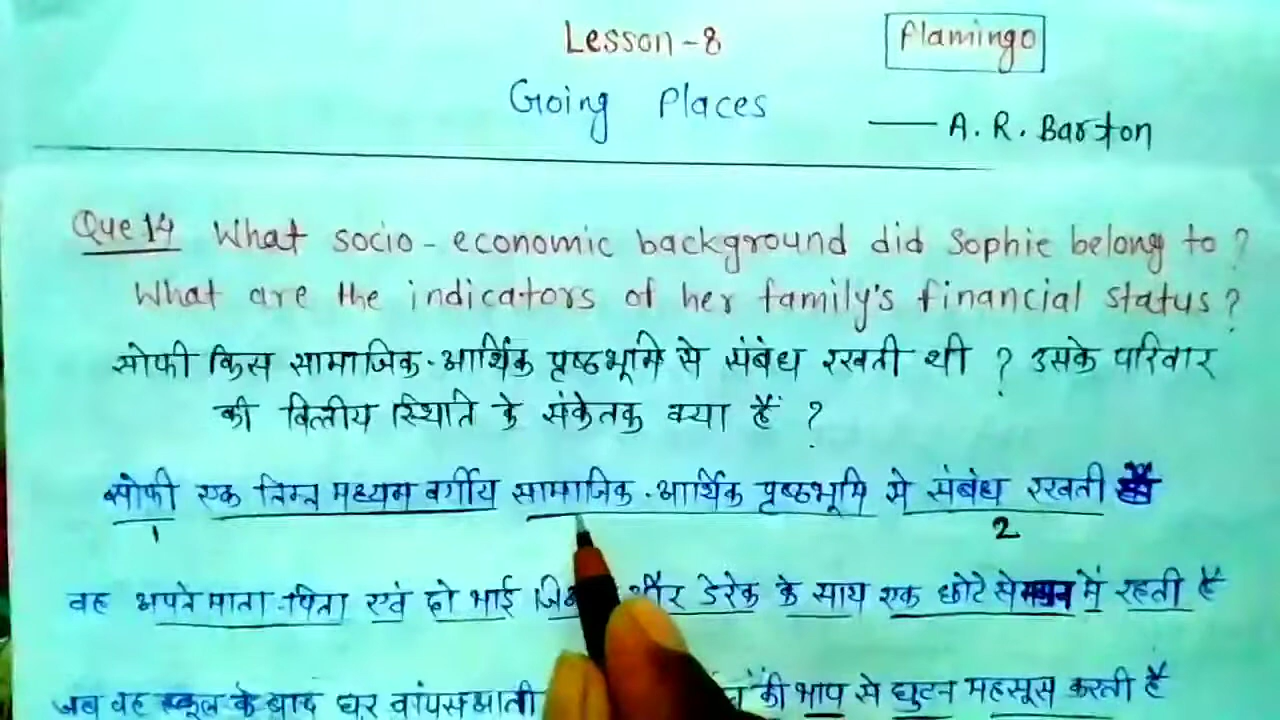 Lesson-8
Flamingo
Going Places
— A. R. Barton
Que 14 What socio-economic background did Sophie belong to?
What are the indicators of her family's financial status?
सोफी किस सामाजिक-आर्थिक पृष्ठभूमि से संबंध रखती थी ? उसके परिवार
की वित्तीय स्थिति के संकेतक क्या हैं ?
सोफी एक निम्न मध्यम वर्गीय सामाजिक-आर्थिक पृष्ठभूमि से संबंध रखती
1 2
वह अपने माता-पिता एवं दो भाई और डेरेक के साथ एक छोटे से में रहती है
जब वह स्कूल के बाद घर वापस आती की भाप से घुटन महसूस करती है